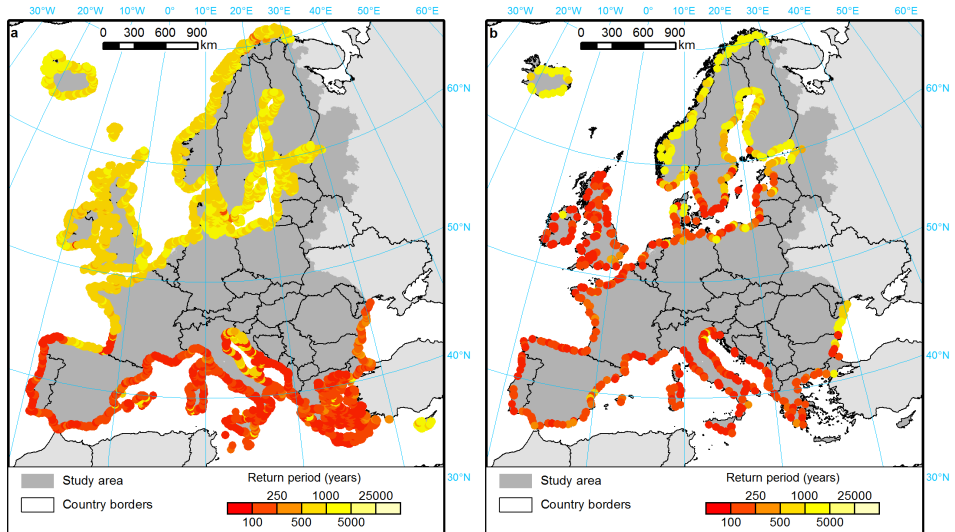 30°W 20°W 10°W 0° 10°E 20°E 30°E 40°E 50°E 60°E
a
0 300 600 900
km
60°N
50°N
40°N
30°N
Study area
Country borders
Return period (years)
250 1000 25000
100 500 5000
30°W 20°W 10°W 0° 10°E 20°E 30°E 40°E 50°E 60°E
b
0 300 600 900
km
60°N
50°N
40°N
30°N
Study area
Country borders
Return period (years)
250 1000 25000
100 500 5000